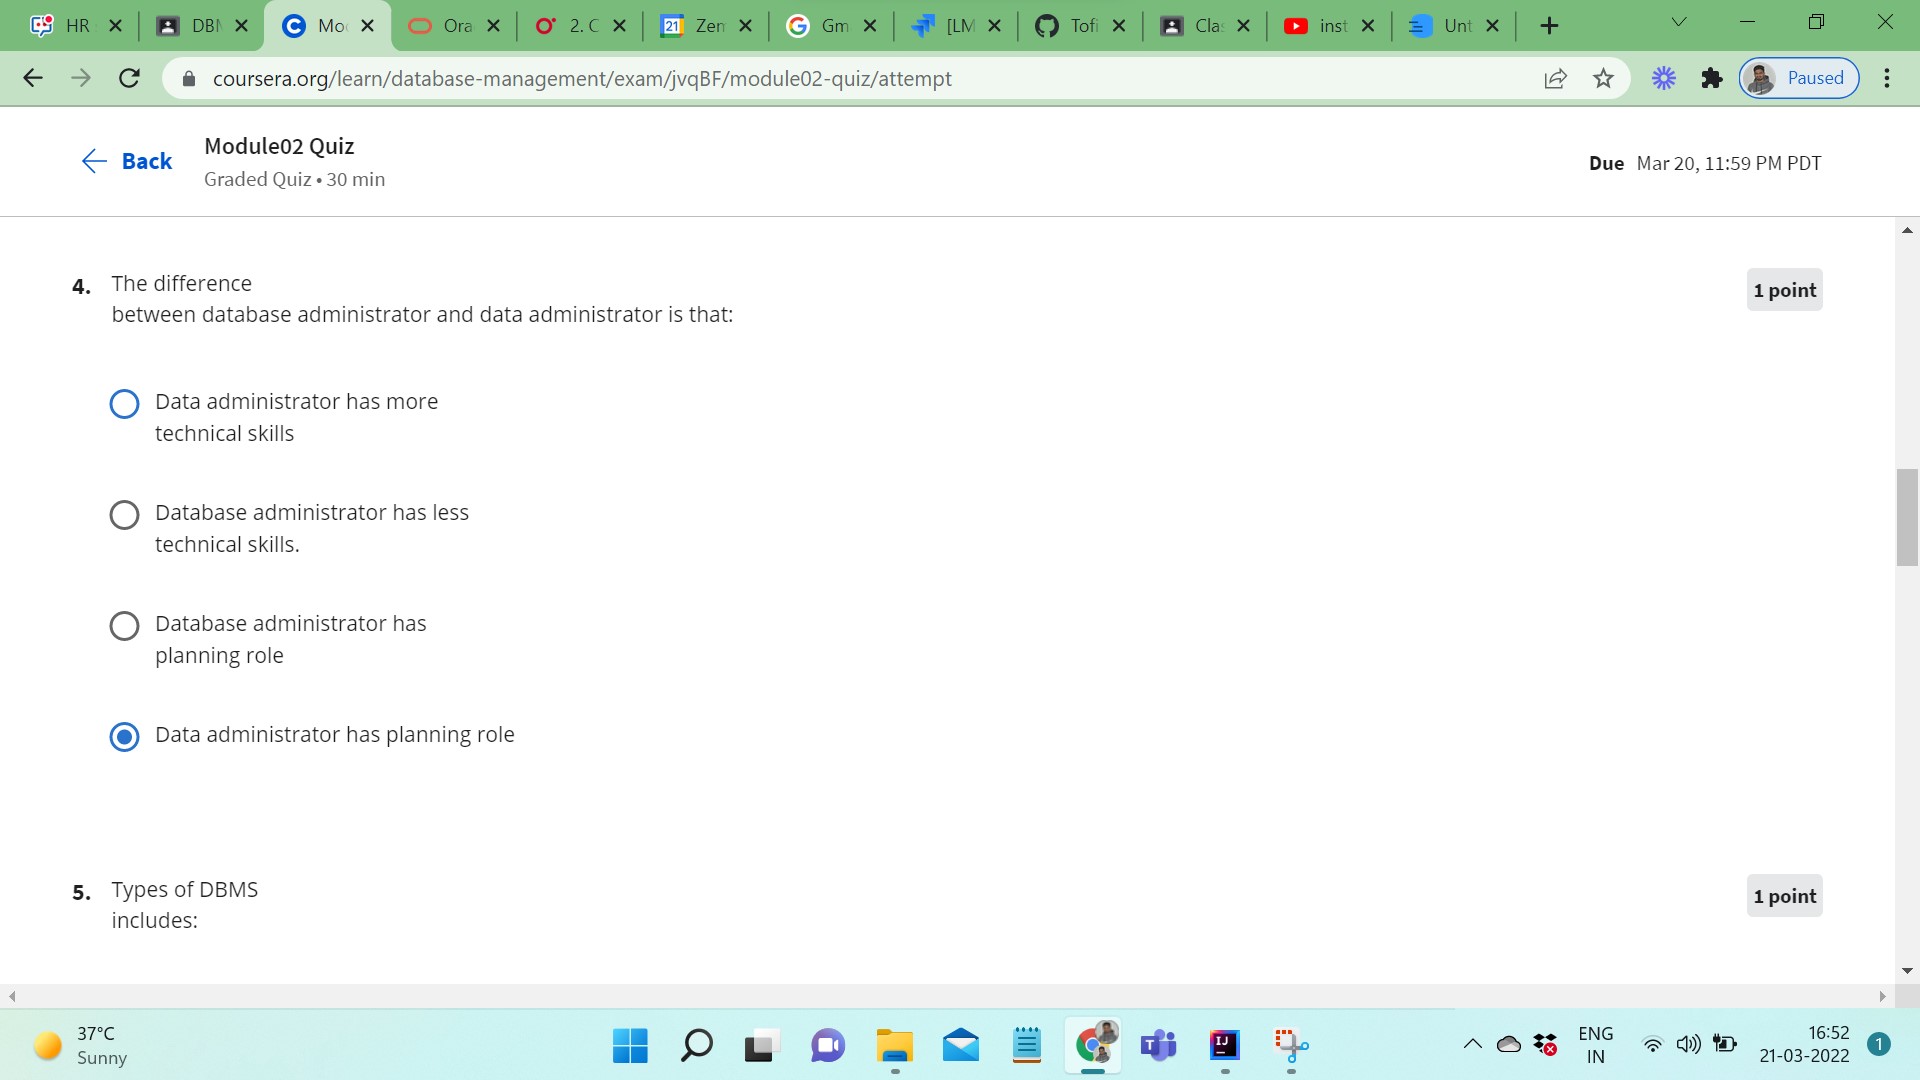 HR
DBM
Mod
Ora
2. C
Zem
Gm
[LM
Tofi
Clas
inst
Unt
coursera.org/learn/database-management/exam/jvqBF/module02-quiz/attempt
Paused
Back
Module02 Quiz
Graded Quiz • 30 min
Due Mar 20, 11:59 PM PDT
4. The difference
between database administrator and data administrator is that:
1 point
Data administrator has more
technical skills
Database administrator has less
technical skills.
Database administrator has
planning role
Data administrator has planning role
5. Types of DBMS
includes:
1 point
37°C
Sunny
ENG
IN
16:52
21-03-2022
1